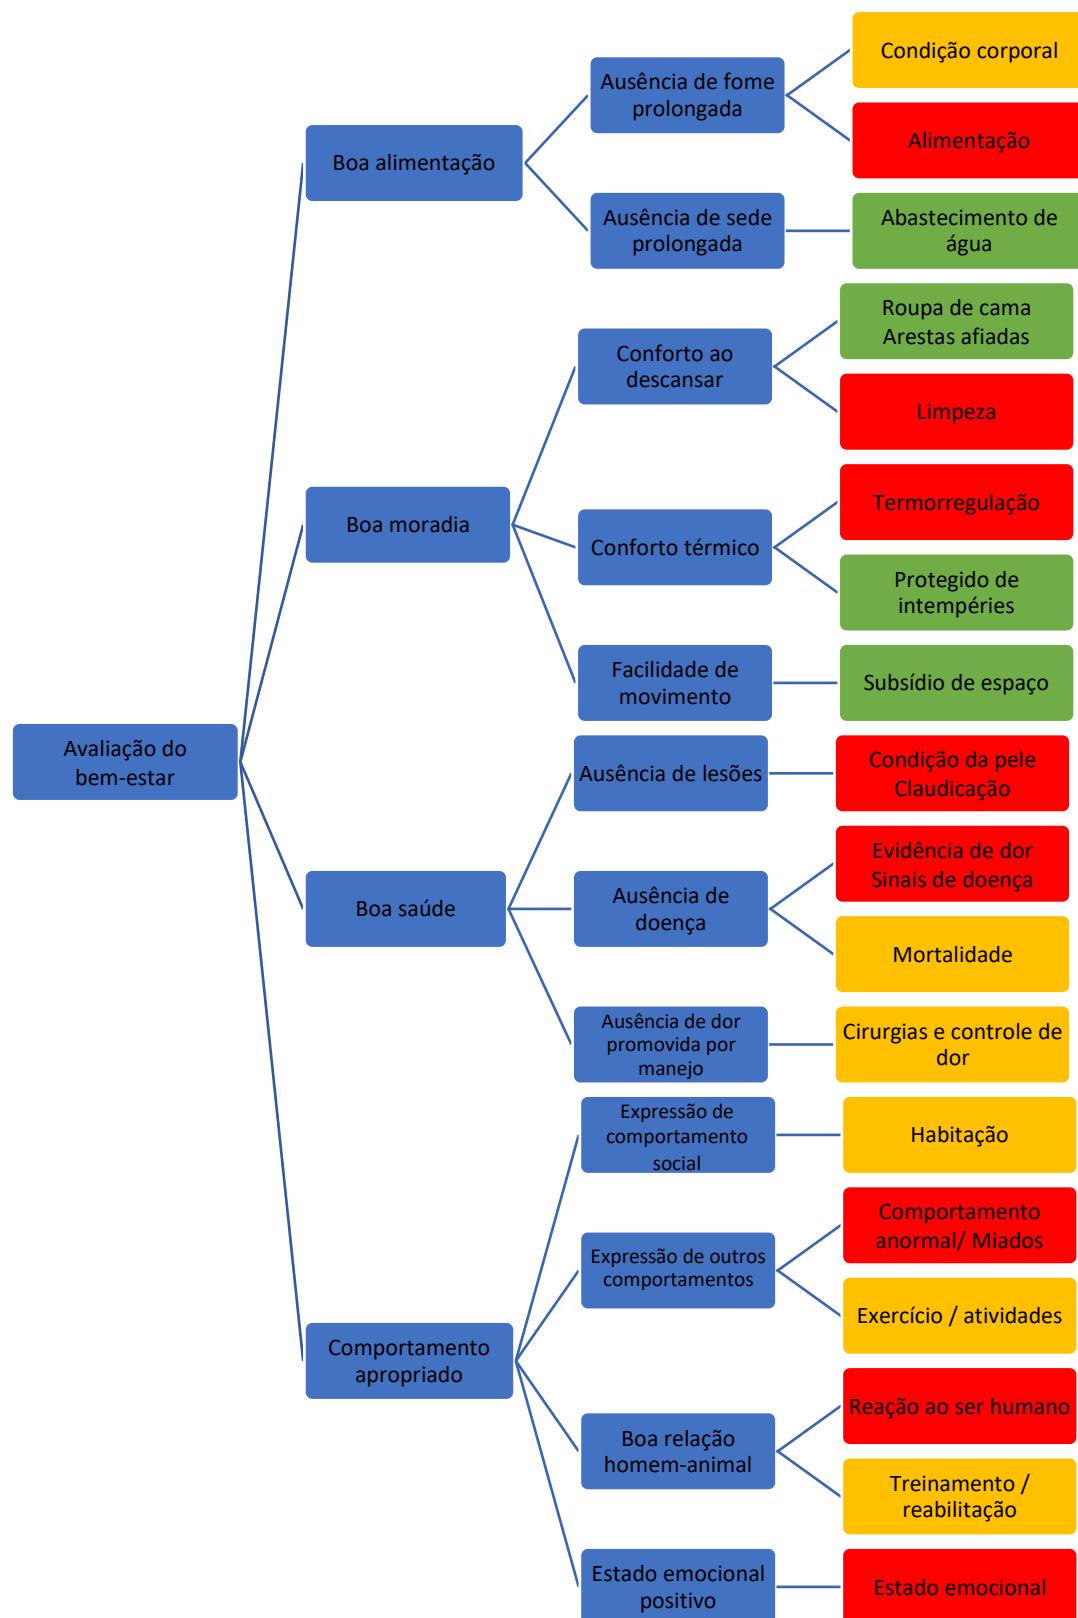 Avaliação do
bem-estar
Boa alimentação
Ausência de fome
prolongada
Condição corporal
Alimentação
Ausência de sede
prolongada
Abastecimento de
água
Boa moradia
Conforto ao
descansar
Roupa de cama
Arestas afiadas
Limpeza
Conforto térmico
Termorregulação
Protegido de
intempéries
Facilidade de
movimento
Subsídio de espaço
Boa saúde
Ausência de lesões
Condição da pele
Claudicação
Ausência de
doença
Evidência de dor
Sinais de doença
Mortalidade
Ausência de dor
promovida por
manejo
Cirurgias e controle de
dor
Comportamento
apropriado
Expressão de
comportamento
social
Habitação
Expressão de outros
comportamentos
Comportamento
anormal/ Miados
Exercício / atividades
Boa relação
homem-animal
Reação ao ser humano
Treinamento /
reabilitação
Estado emocional
positivo
Estado emocional